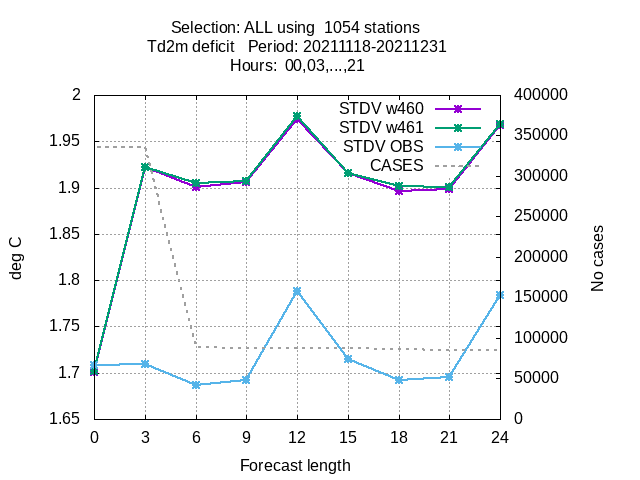 Selection: ALL using  1054 stations
Td2m deficit   Period: 20211118-20211231
Hours:  00,03,...,21
2
1.95
1.9
1.85
1.8
1.75
1.7
1.65
400000
350000
300000
250000
200000
150000
100000
50000
0
STDV w460
STDV w461
STDV OBS
CASES
deg C
No cases
0 3 6 9 12 15 18 21 24
Forecast length